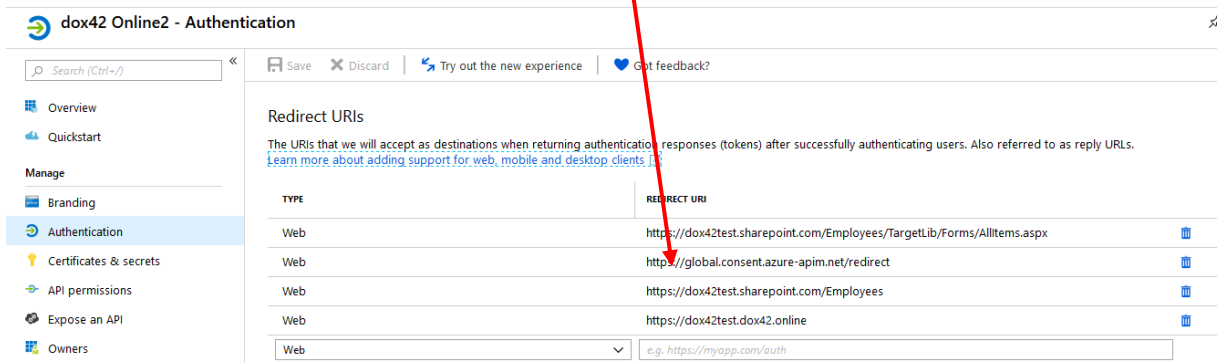 dox42 Online2 - Authentication
Search (Ctrl+/)
«
Save
Discard
Try out the new experience
Got feedback?
Overview
Quickstart
Manage
Branding
Authentication
Certificates & secrets
API permissions
Expose an API
Owners
Redirect URIs
The URIs that we will accept as destinations when returning authentication responses (tokens) after successfully authenticating users. Also referred to as reply URLs.
Learn more about adding support for web, mobile and desktop clients
TYPE REDIRECT URI
Web https://dox42test.sharepoint.com/Employees/TargetLib/Forms/AllItems.aspx
Web https://global.consent.azure-apim.net/redirect
Web https://dox42test.sharepoint.com/Employees
Web https://dox42test.dox42.online
Web e.g. https://myapp.com/auth